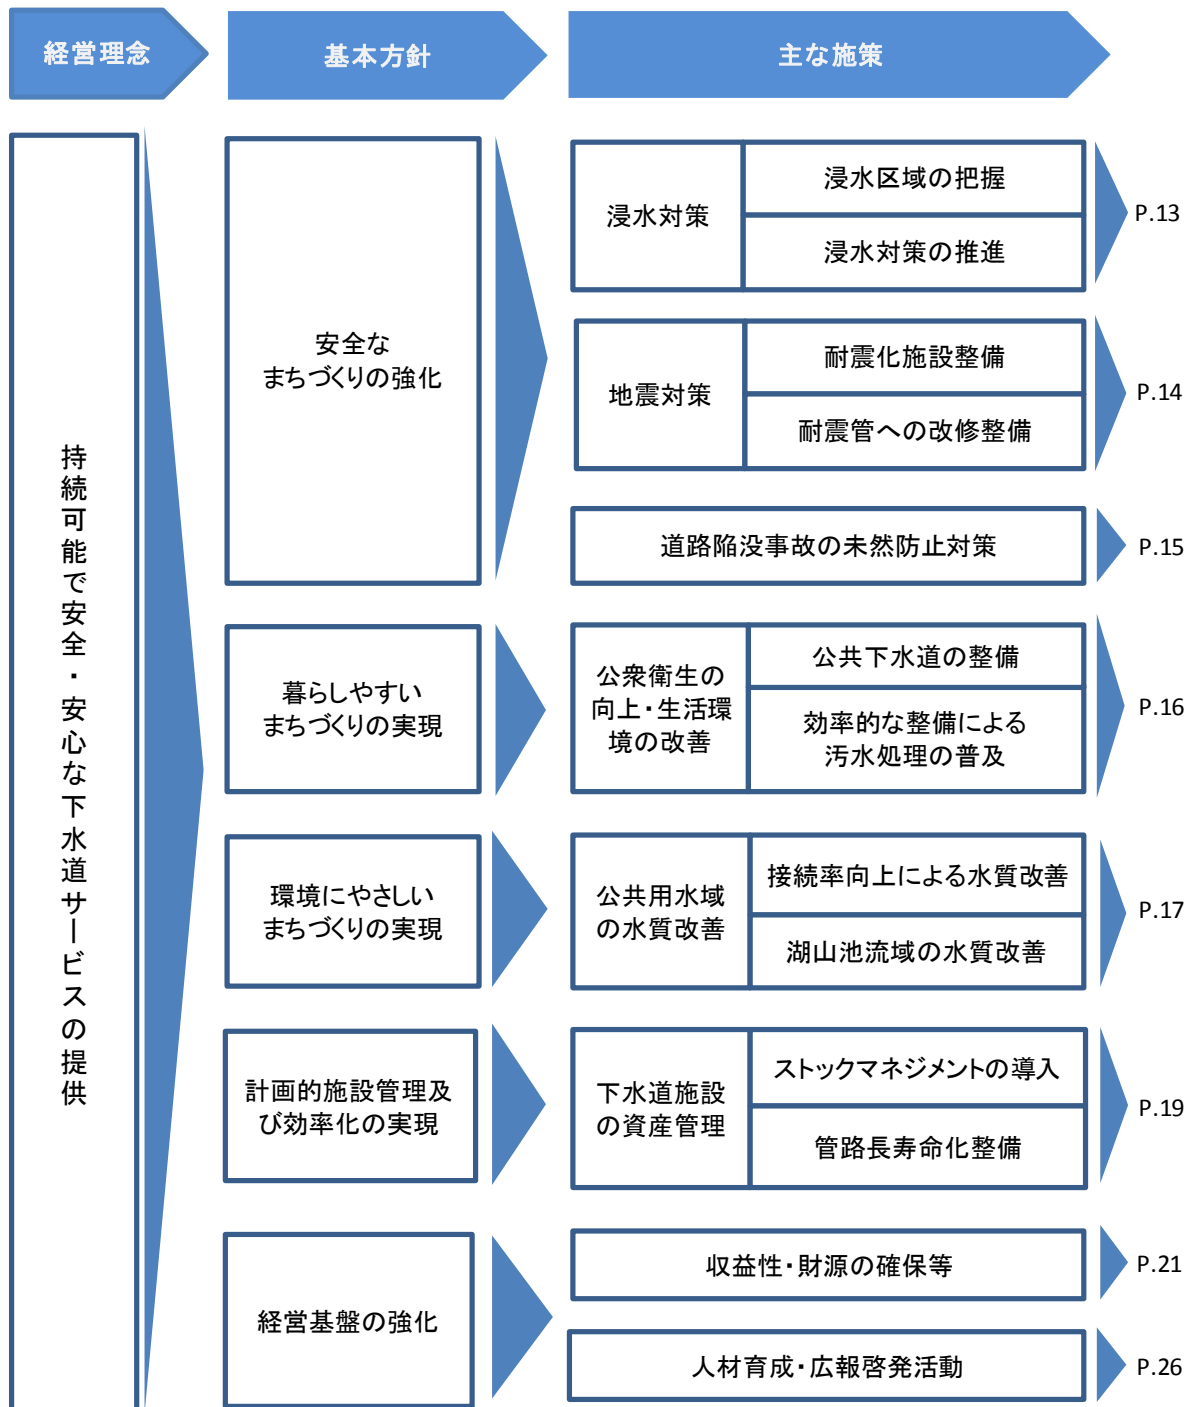 経営理念
基本方針
主な施策
持続可能で安全・安心な下水道サービスの提供
安全な
まちづくりの強化
浸水対策
浸水区域の把握
浸水対策の推進
P.13
地震対策
耐震化施設整備
耐震管への改修整備
P.14
道路陥没事故の未然防止対策
P.15
暮らしやすい
まちづくりの実現
公衆衛生の
向上・生活環
境の改善
公共下水道の整備
効率的な整備による
汚水処理の普及
P.16
環境にやさしい
まちづくりの実現
公共用水域
の水質改善
接続率向上による水質改善
湖山池流域の水質改善
P.17
計画的施設管理及
び効率化の実現
下水道施設
の資産管理
ストックマネジメントの導入
管路長寿命化整備
P.19
経営基盤の強化
収益性・財源の確保等
P.21
人材育成・広報啓発活動
P.26